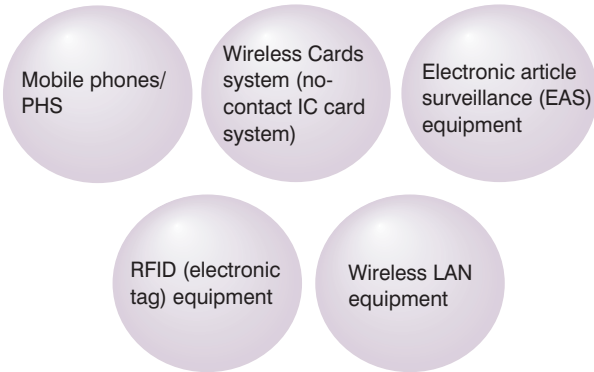 Mobile phones/
PHS
Wireless Cards
system (no-
contact IC card
system)
Electronic article
surveillance (EAS)
equipment
RFID (electronic
tag) equipment
Wireless LAN
equipment